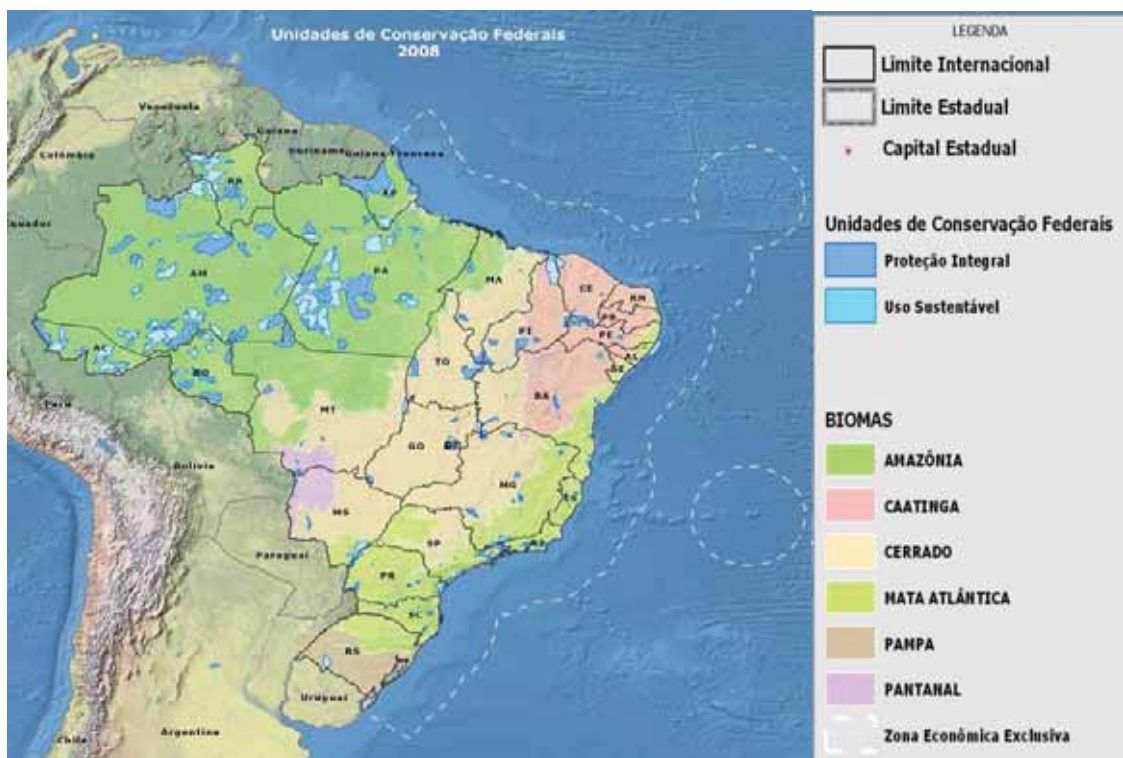 Unidades de Conservação Federais
2008
Venezuela
Guiana
Suriname
Guiana Francesa
Colômbia
Equador
RR
AP
AM
PA
MA
CE
RN
PB
PE
AL
SE
PI
AC
RO
TO
BA
MT
GO
DF
MG
ES
MS
SP
RJ
PR
SC
RS
Peru
Bolivia
Paraguai
Uruguai
Argentina
Chile
LEGENDA
Limite Internacional
Limite Estadual
Capital Estadual
Unidades de Conservação Federais
Proteção Integral
Uso Sustentável
BIOMAS
AMAZÔNIA
CAATINGA
CERRADO
MATA ATLÂNTICA
PAMPA
PANTANAL
Zona Econômica Exclusiva